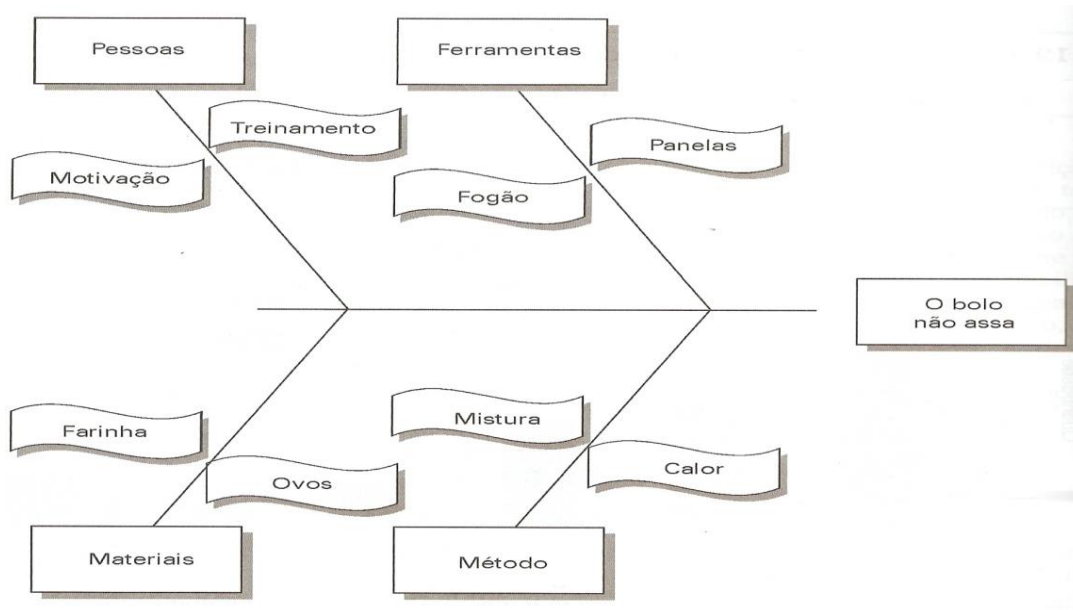 Pessoas
Ferramentas
Treinamento
Panelas
Motivação
Fogão
O bolo
não assa
Farinha
Mistura
Ovos
Calor
Materiais
Método